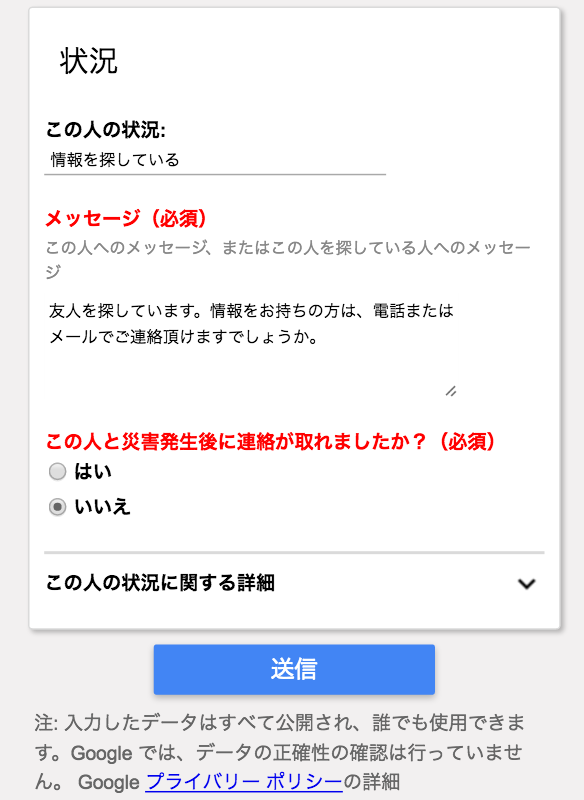 状況
この人の状況:
情報を探している
メッセージ（必須）
この人へのメッセージ、またはこの人を探している人へのメッセー
ジ
友人を探しています。情報をお持ちの方は、電話または
メールでご連絡頂けますでしょうか。
この人と災害発生後に連絡が取れましたか？（必須）
はい
いいえ
この人の状況に関する詳細
送信
注: 入力したデータはすべて公開され、誰でも使用できま
す。Google では、データの正確性の確認は行っていませ
ん。 Google プライバリー ポリシーの詳細